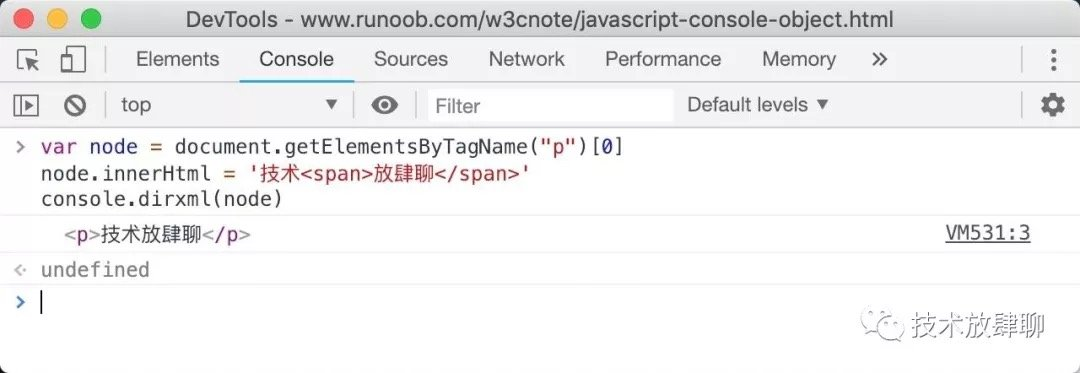 DevTools - www.runoob.com/w3cnote/javascript-console-object.html
Elements Console Sources Network Performance Memory »
top ▼ Filter Default levels ▼
> var node = document.getElementsByTagName("p")[0]
node.innerHtml = '技术<span>放肆聊</span>'
console.dirxml(node)
<p>技术放肆聊</p> VM531:3
undefined
>
技术放肆聊